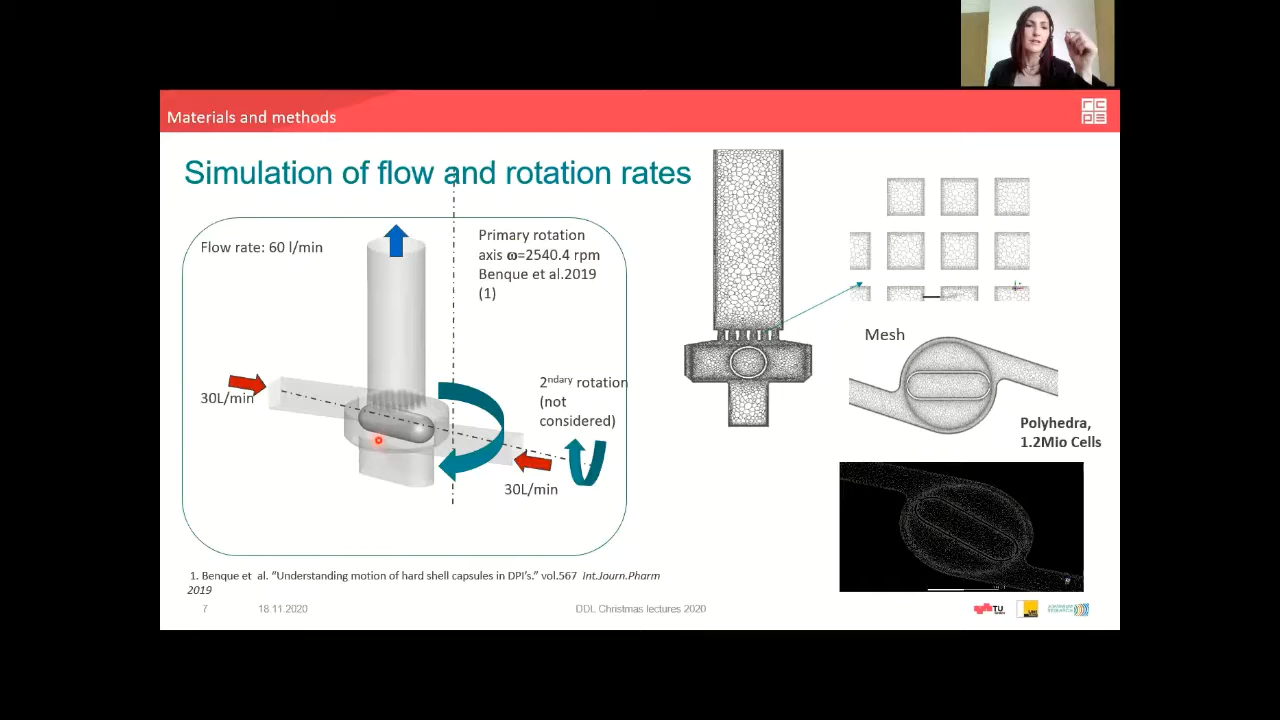 Materials and methods
Simulation of flow and rotation rates
Flow rate: 60 l/min
Primary rotation
axis ω=2540.4 rpm
Benque et al.2019
(1)
30L/min
2ndary rotation
(not
considered)
30L/min
Mesh
Polyhedra,
1.2Mio Cells
1. Benque et al. "Understanding motion of hard shell capsules in DPI's." vol.567 Int.Journ.Pharm
2019
7
18.11.2020
DDL Christmas lectures 2020
rcpe
TU